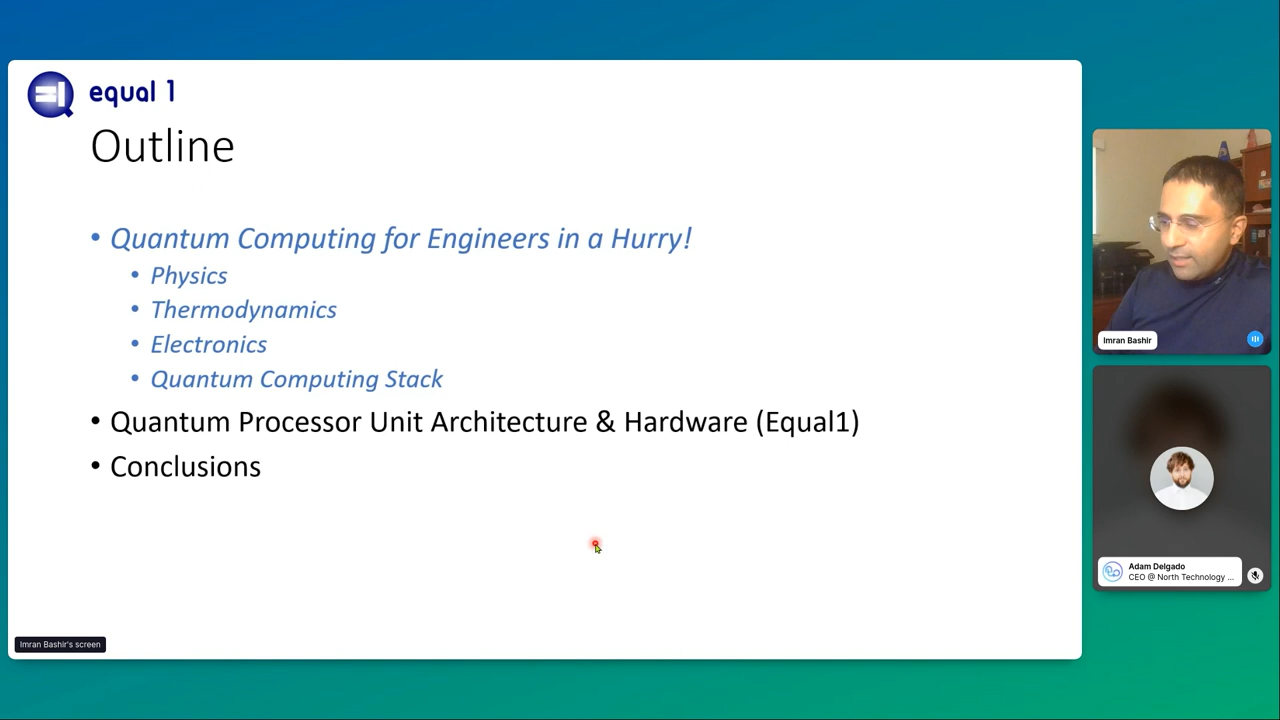 equal 1
Outline
• Quantum Computing for Engineers in a Hurry!
• Physics
• Thermodynamics
• Electronics
• Quantum Computing Stack
• Quantum Processor Unit Architecture & Hardware (Equal1)
• Conclusions
Imran Bashir's screen
Imran Bashir
Adam Delgado
CEO @ North Technology ...